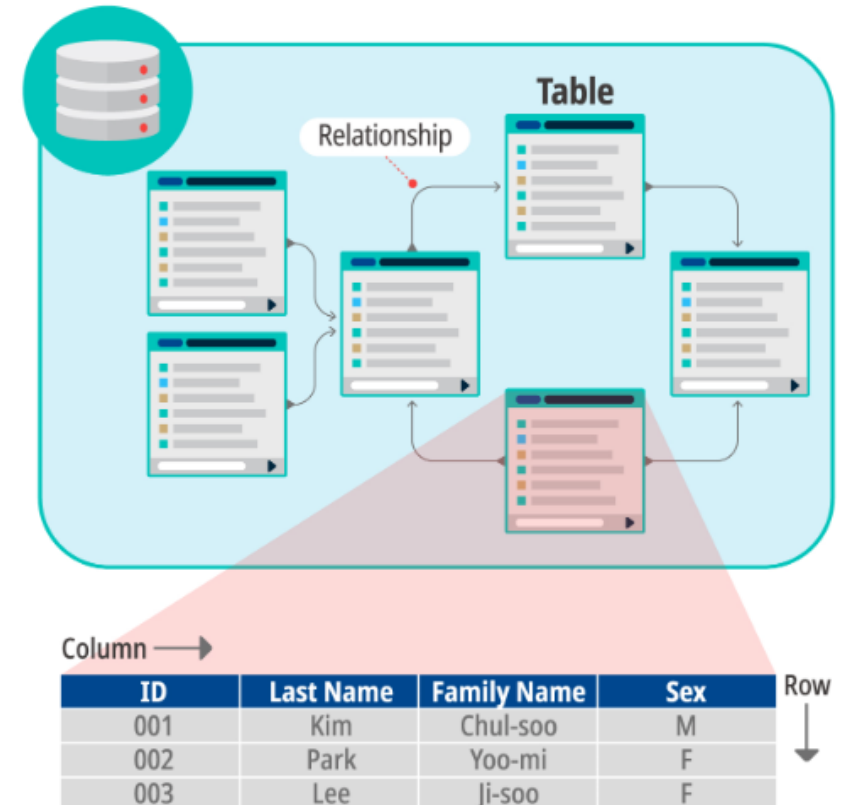 Table
Relationship
Column
Row
ID Last Name Family Name Sex
001 Kim Chul-soo M
002 Park Yoo-mi F
003 Lee Ji-soo F